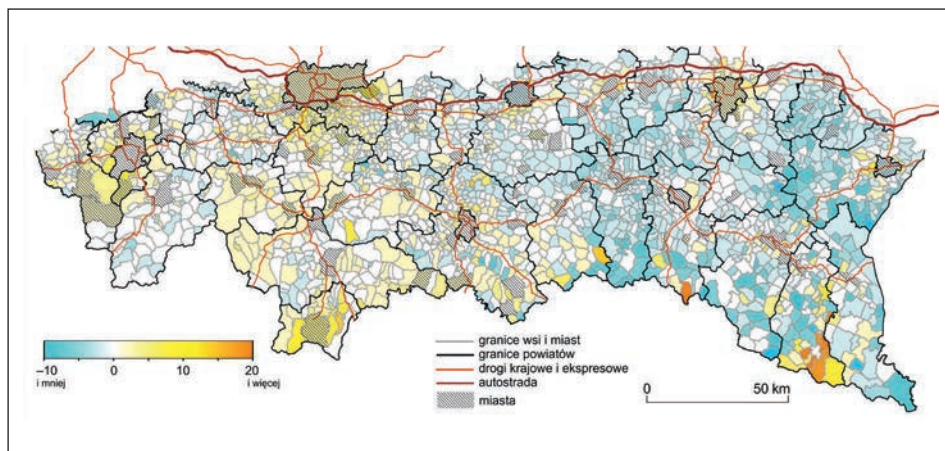 −10
0
10
20
i mniej
i więcej
granice wsi i miast
granice powiatów
drogi krajowe i ekspresowe
autostrada
miasta
0
50 km